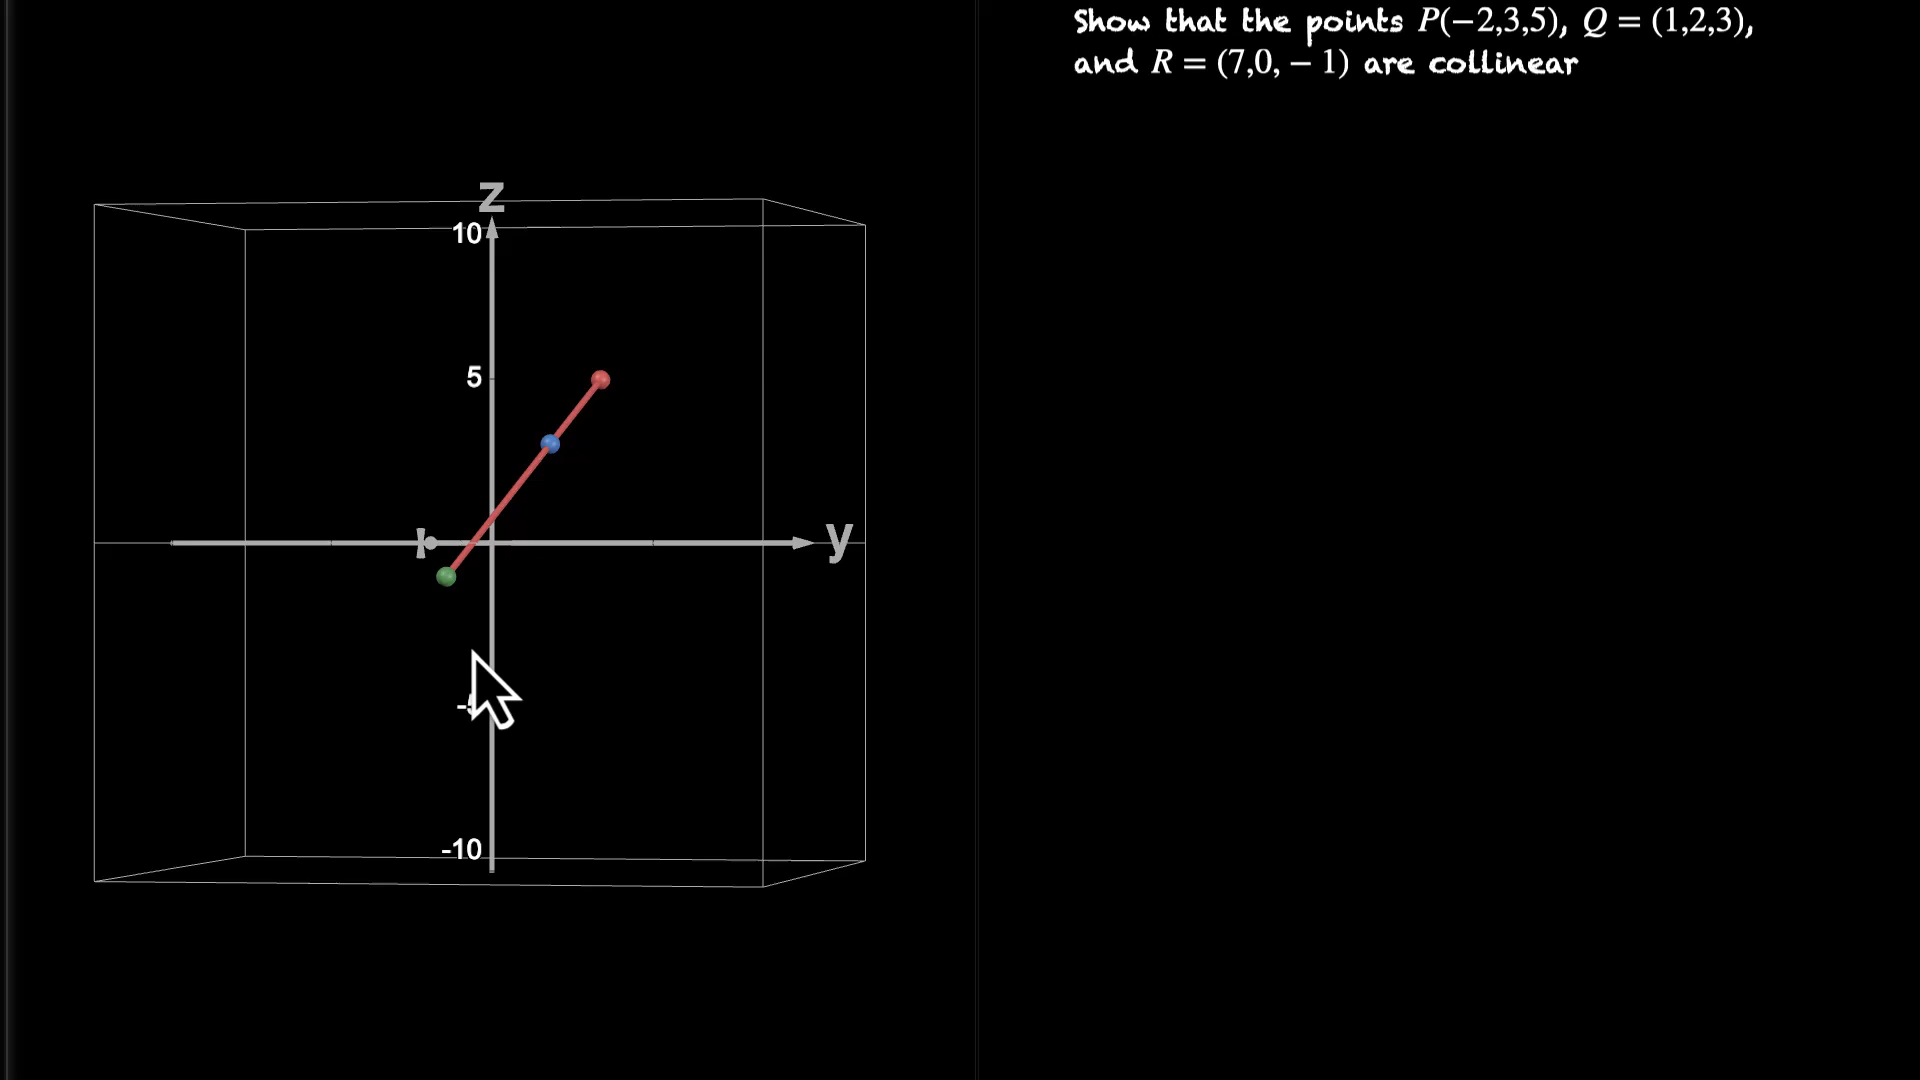 Show that the points P(−2,3,5), Q = (1,2,3),
and R = (7,0, − 1) are collinear
z
10
5
y
-10